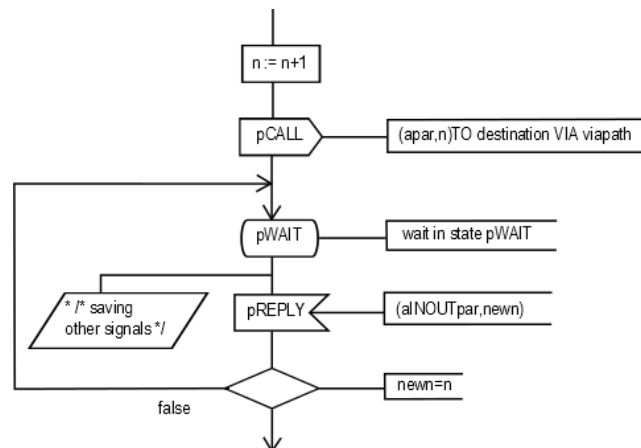 n := n+1
pCALL
(apar,n)TO destination VIA viapath
pWAIT
wait in state pWAIT
* /* saving
other signals */
pREPLY
(aINOUTpar,newn)
newn=n
false